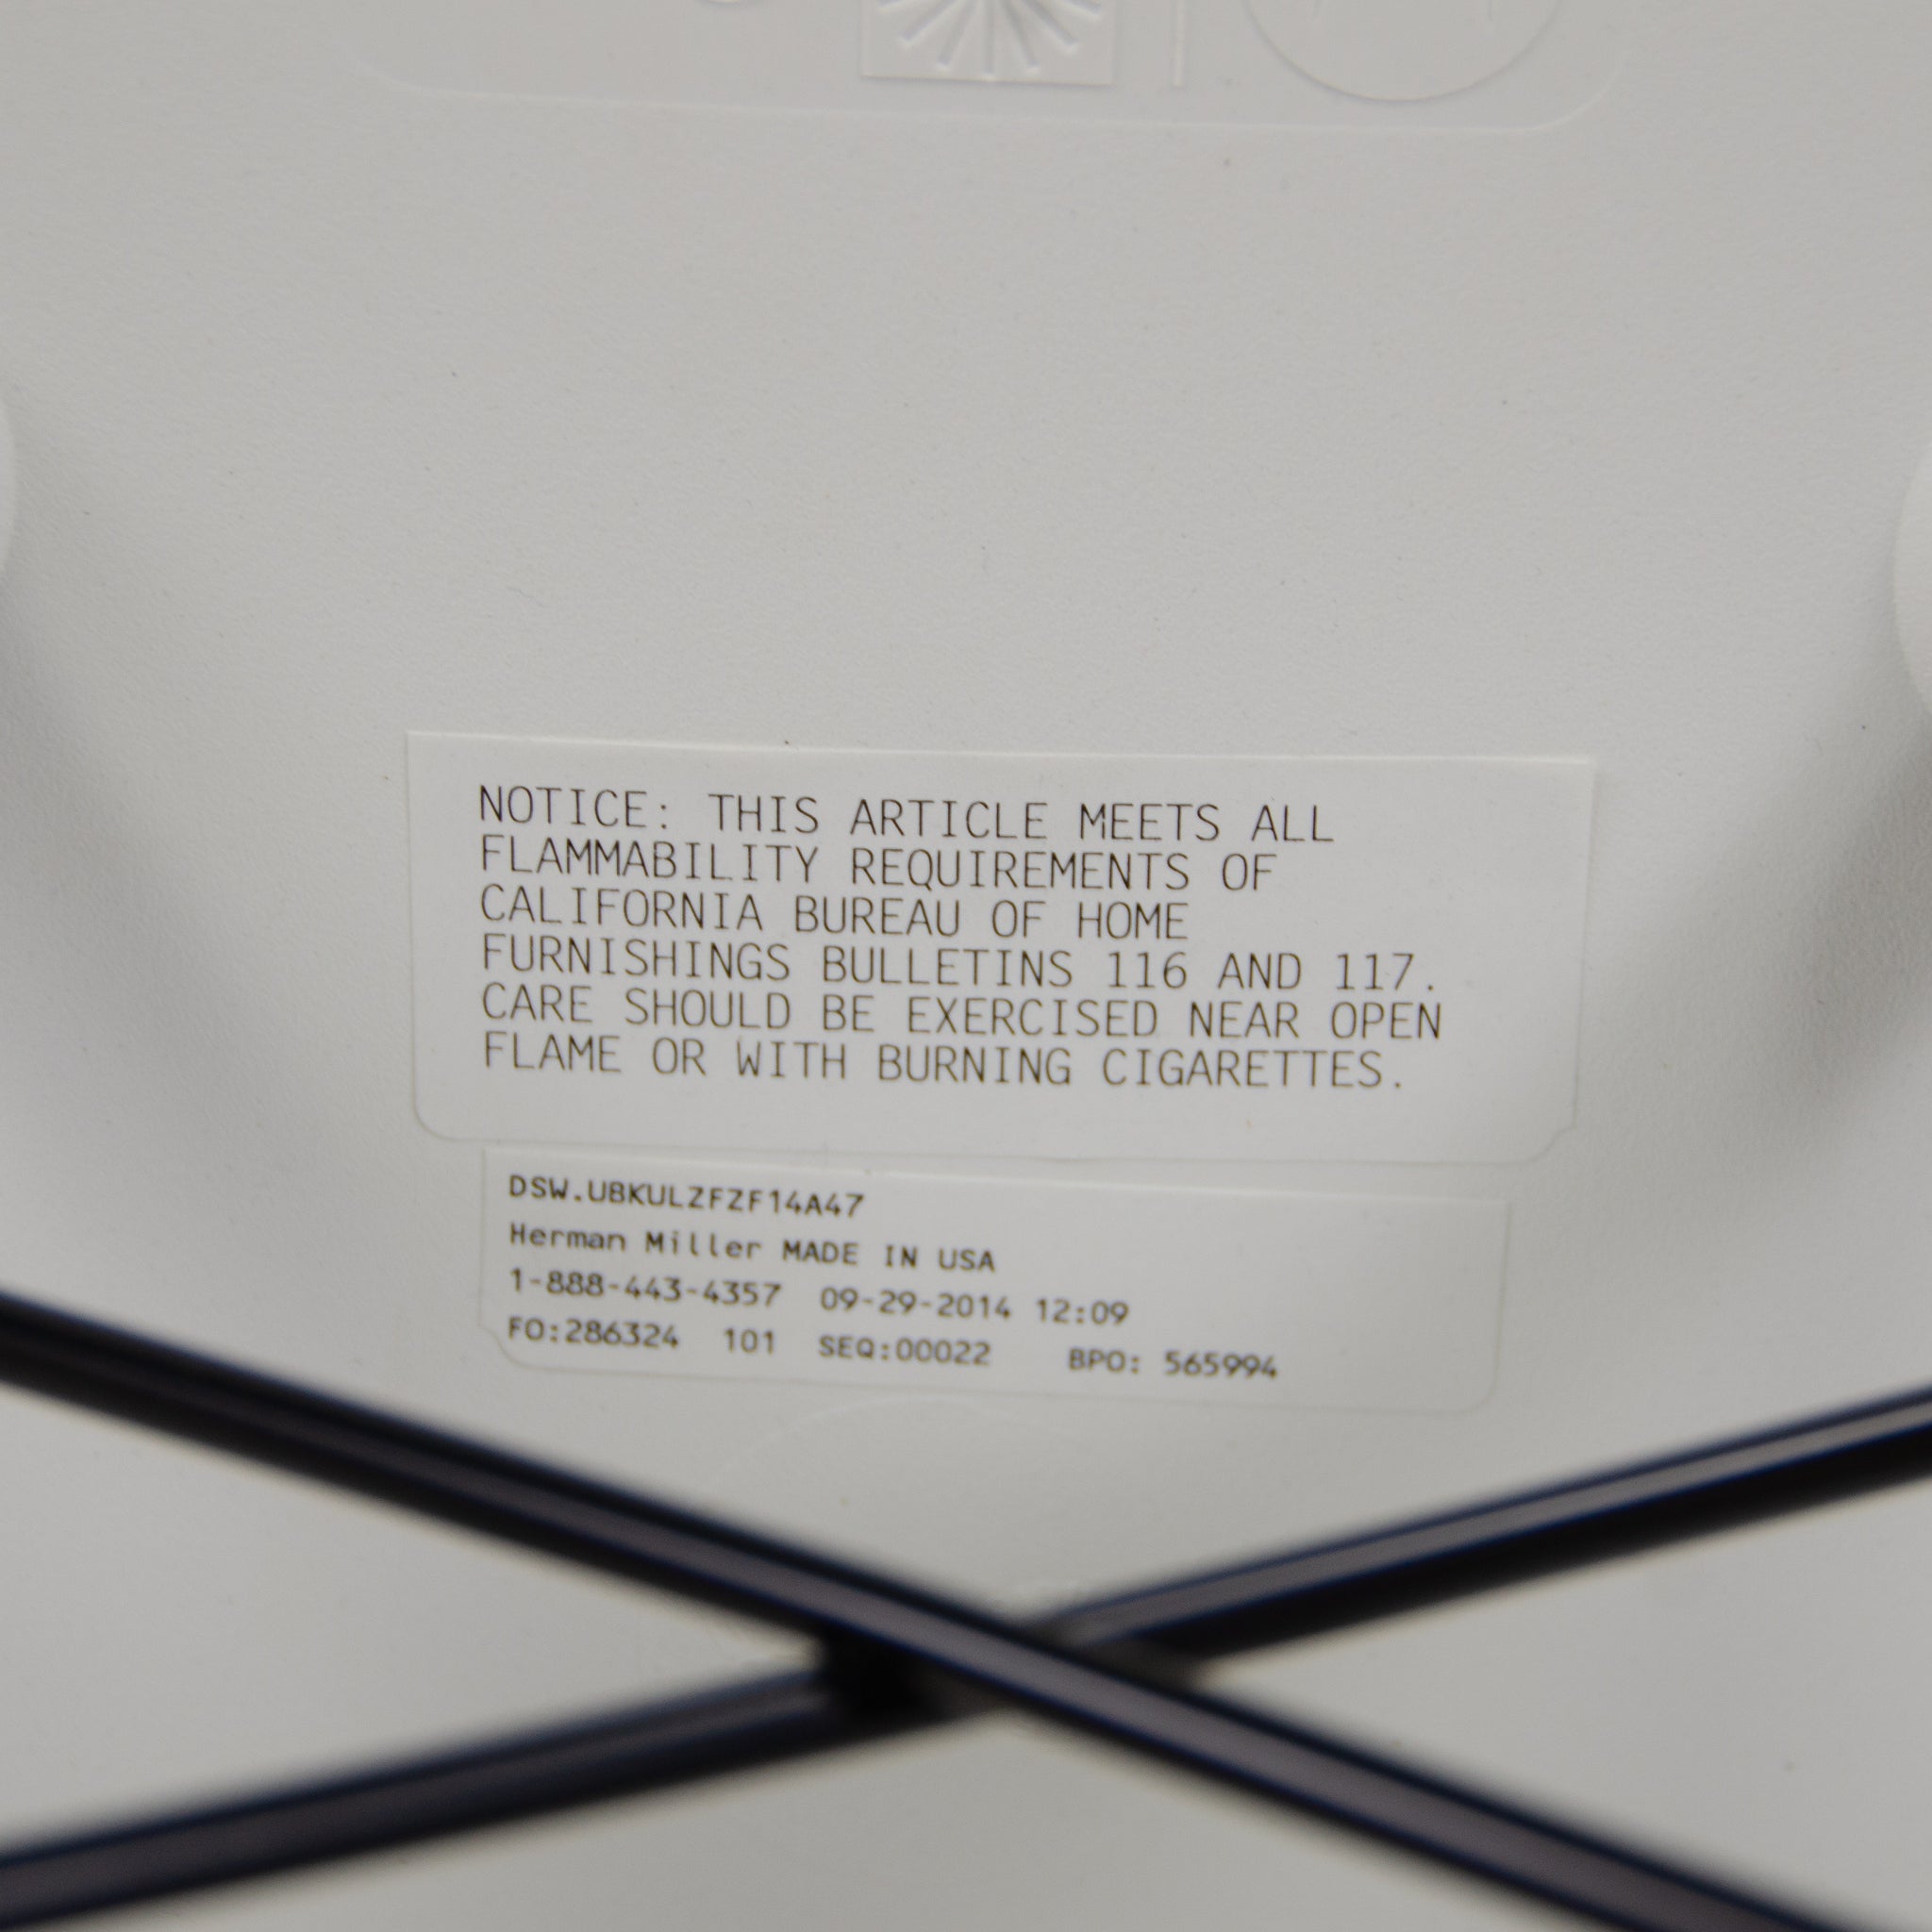 NOTICE: THIS ARTICLE MEETS ALL
FLAMMABILITY REQUIREMENTS OF
CALIFORNIA BUREAU OF HOME
FURNISHINGS BULLETINS 116 AND 117.
CARE SHOULD BE EXERCISED NEAR OPEN
FLAME OR WITH BURNING CIGARETTES.
DSW.UBKULZFZF14A47
Herman Miller MADE IN USA
1-888-443-4357 09-29-2014 12:09
FO:286324 101 SEQ:00022 BPO: 565994